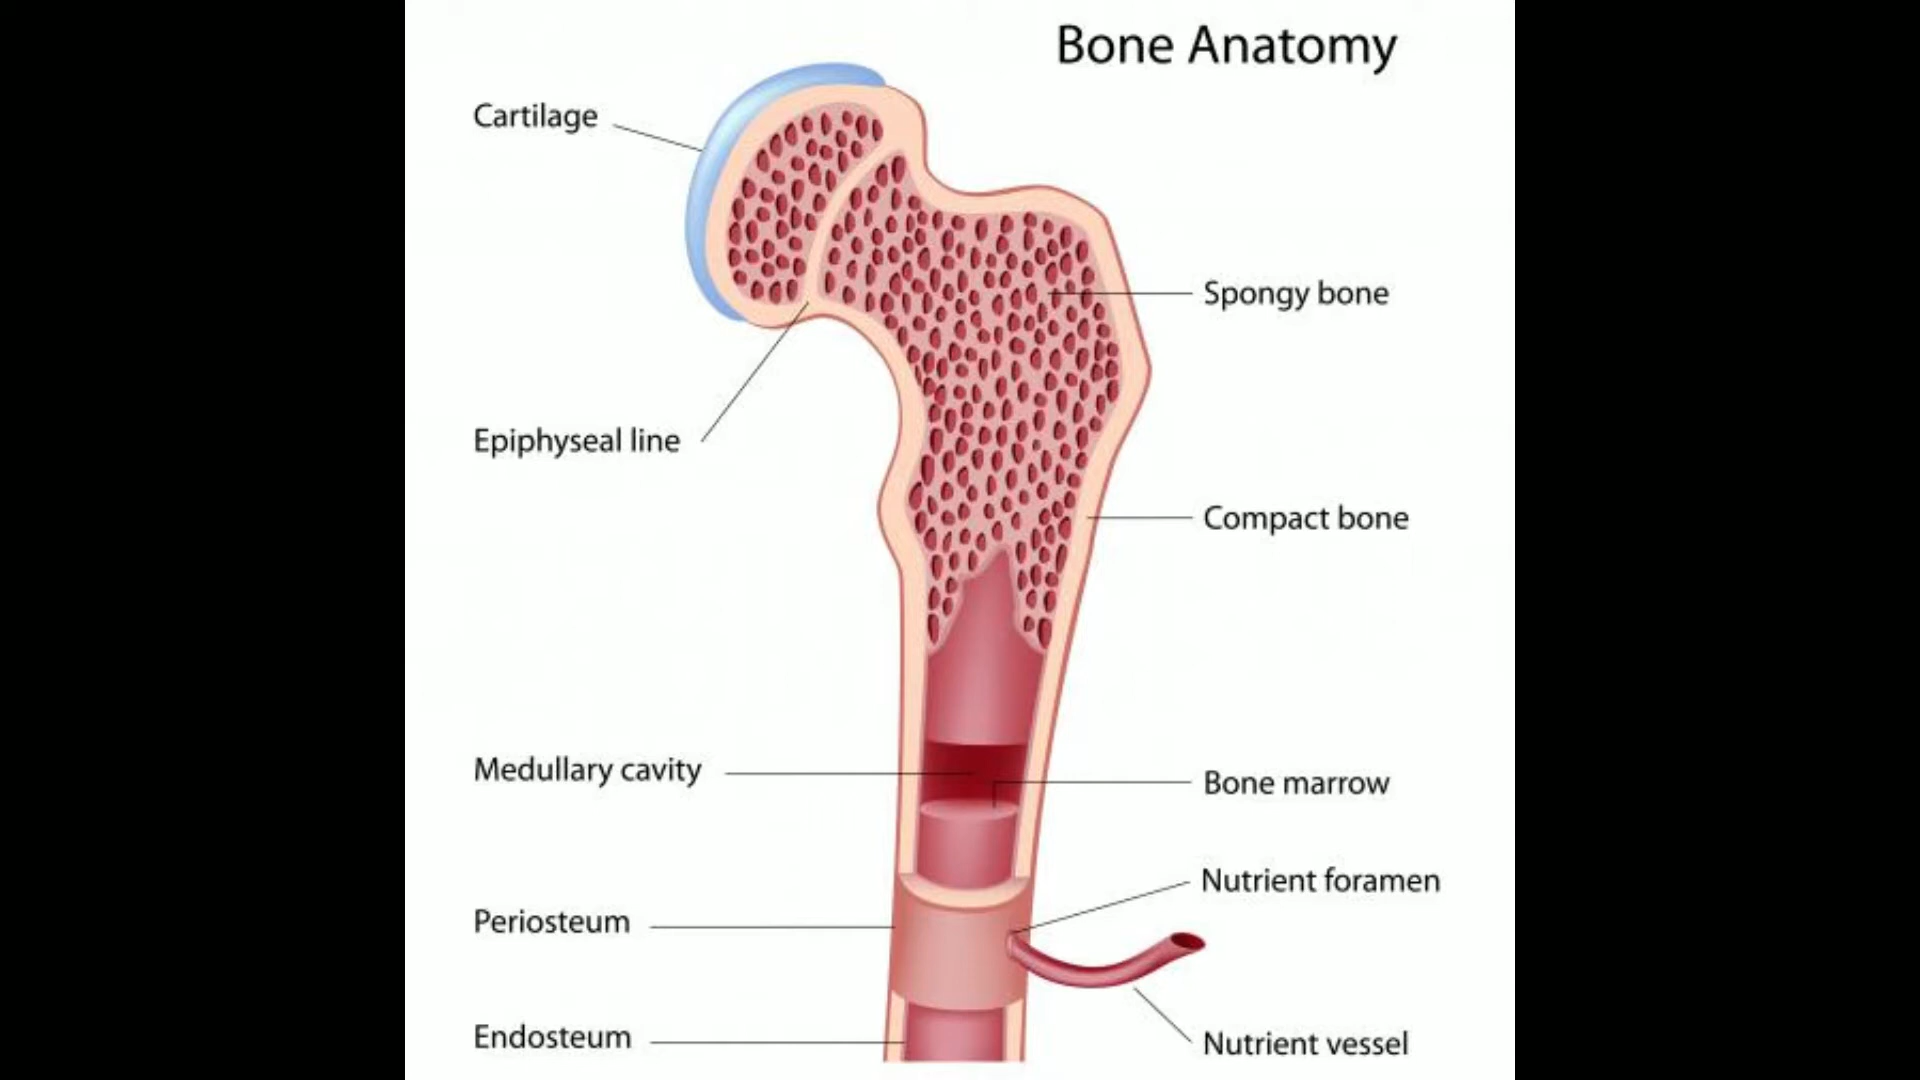 Bone Anatomy
Cartilage
Spongy bone
Epiphyseal line
Compact bone
Medullary cavity
Bone marrow
Nutrient foramen
Periosteum
Endosteum
Nutrient vessel